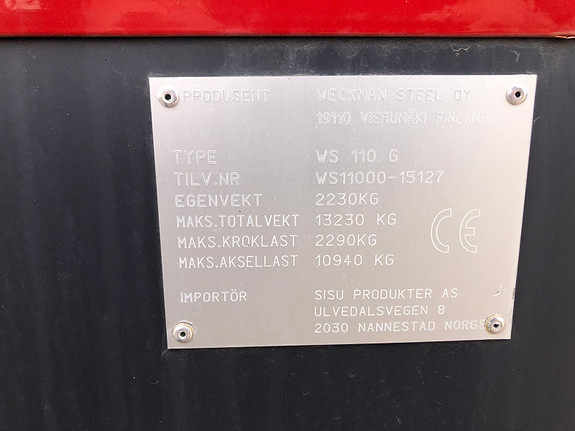 PRODUSENT WECKMAN STEEL OY
19110 VIERUMÄKI FINLAND
TYPE WS 110 G
TILV.NR WS11000-15127
EGENVEKT 2230KG
MAKS.TOTALVEKT 13230 KG
MAKS.KROKLAST 2290KG
MAKS.AKSELLAST 10940 KG
CE
IMPORTÖR SISU PRODUKTER AS
ULVEDALSVEGEN 8
2030 NANNESTAD NORGE